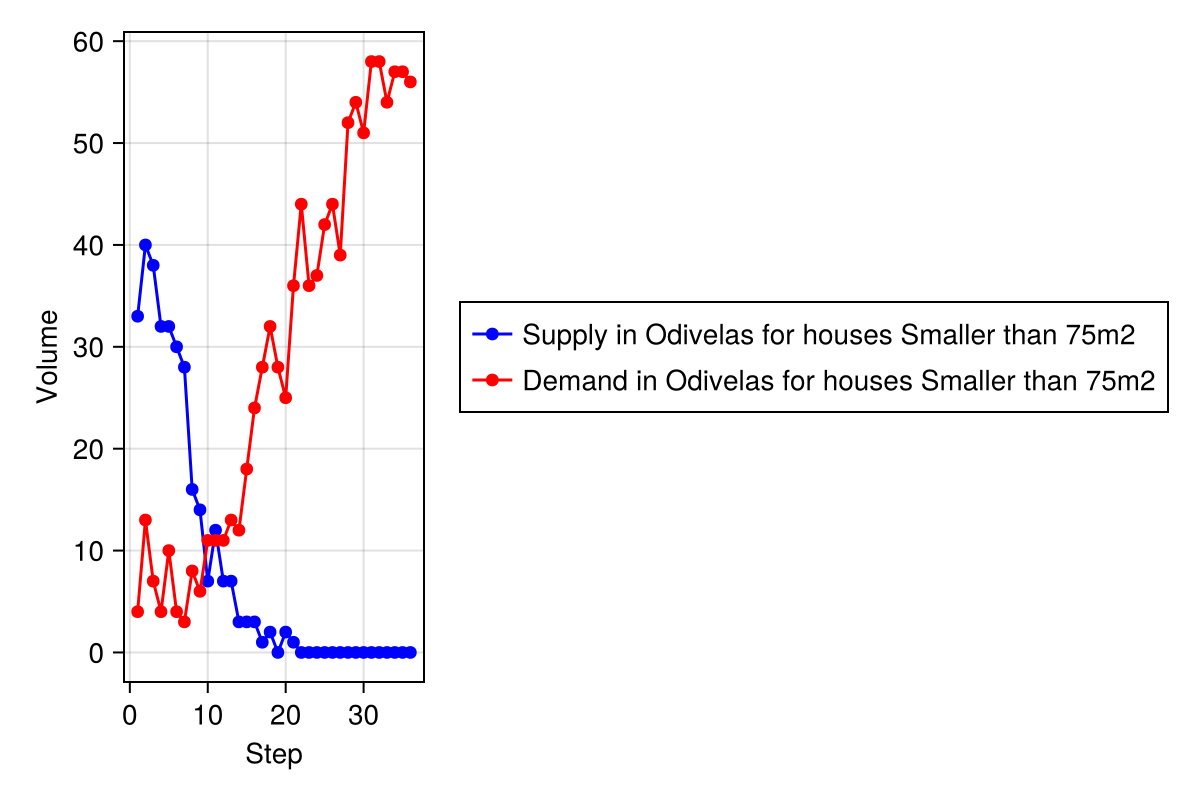 60
50
40
30
20
10
0
Volume
0 10 20 30
Step
Supply in Odivelas for houses Smaller than 75m2
Demand in Odivelas for houses Smaller than 75m2